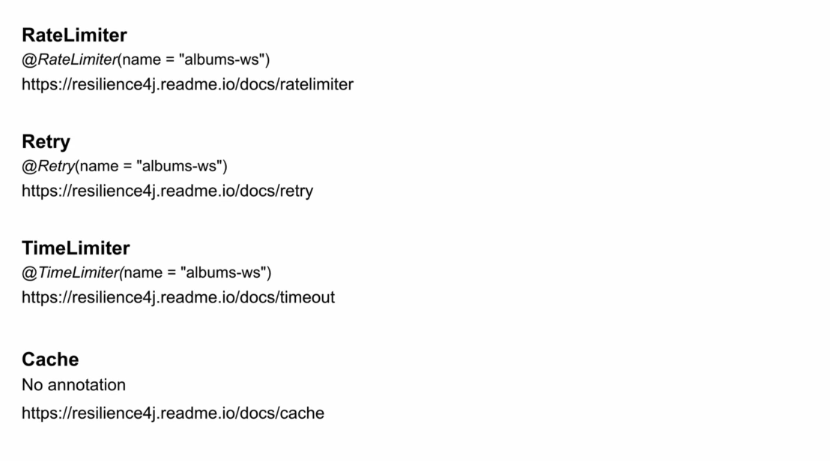 RateLimiter
@RateLimiter(name = "albums-ws")
https://resilience4j.readme.io/docs/ratelimiter
Retry
@Retry(name = "albums-ws")
https://resilience4j.readme.io/docs/retry
TimeLimiter
@TimeLimiter(name = "albums-ws")
https://resilience4j.readme.io/docs/timeout
Cache
No annotation
https://resilience4j.readme.io/docs/cache